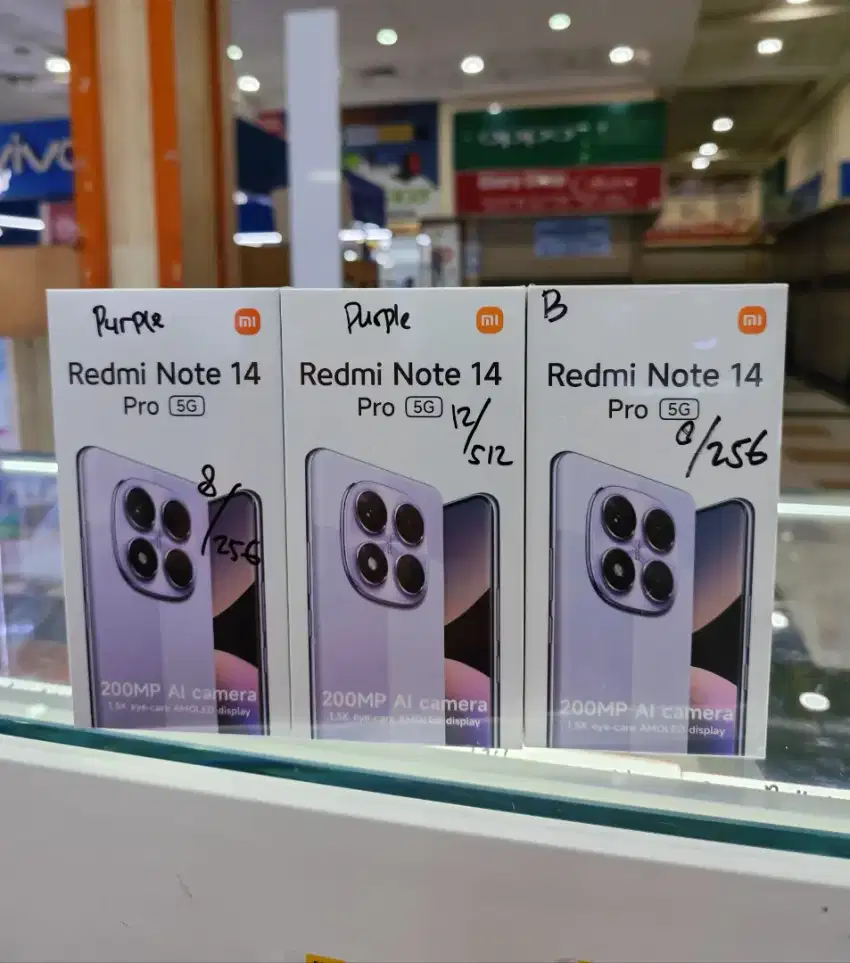 vivo
oppo
Purple
mi
Redmi Note 14
Pro 5G
8/256
200MP AI camera
1.5K eye-care AMOLED display
Purple
mi
Redmi Note 14
Pro 5G
12/512
200MP AI camera
1.5K eye-care AMOLED display
B
mi
Redmi Note 14
Pro 5G
8/256
200MP AI camera
1.5K eye-care AMOLED display